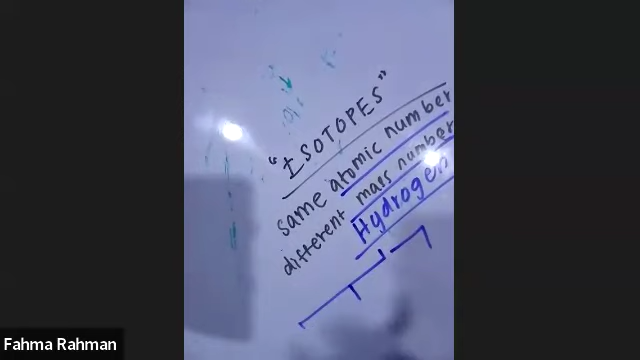 "ISOTOPES"
same atomic number
different mass number
Hydrogen
Fahma Rahman